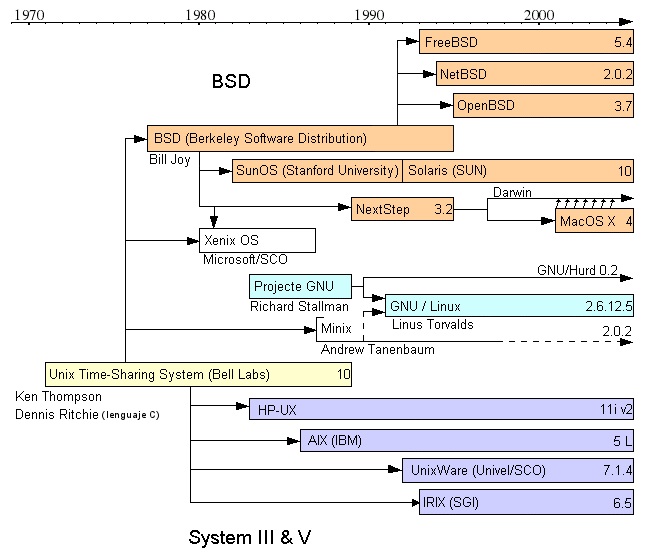 1970 1980 1990 2000
FreeBSD 5.4
BSD
NetBSD 2.0.2
OpenBSD 3.7
BSD (Berkeley Software Distribution)
Bill Joy
SunOS (Stanford University) Solaris (SUN) 10
Darwin
NextStep 3.2
MacOS X 4
Xenix OS
Microsoft/SCO
GNU/Hurd 0.2
Projecte GNU
Richard Stallman
GNU / Linux 2.6.12.5
Linus Torvalds
Minix 2.0.2
Andrew Tanenbaum
Unix Time-Sharing System (Bell Labs) 10
Ken Thompson
Dennis Ritchie (lenguaje C)
HP-UX 11i v2
AIX (IBM) 5 L
UnixWare (Univel/SCO) 7.1.4
IRIX (SGI) 6.5
System III & V